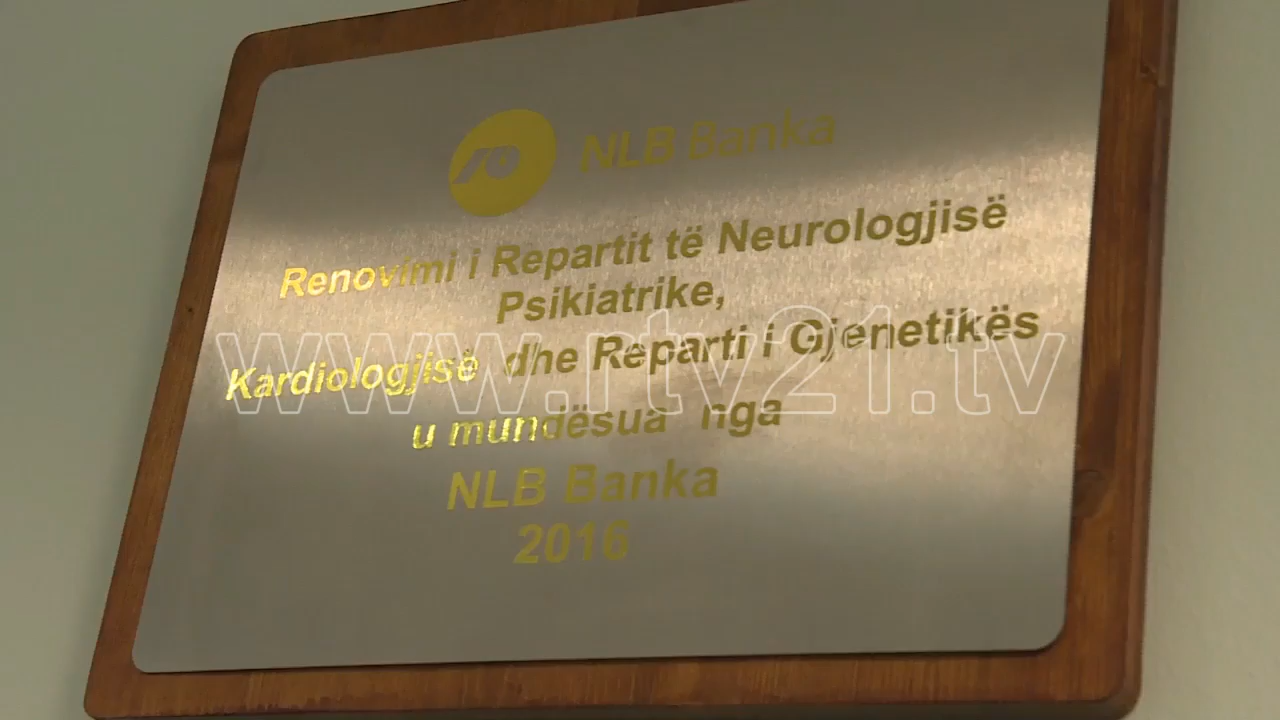 NLB Banka
Renovimi i Repartit të Neurologjisë
Psikiatrike,
Kardiologjisë dhe Reparti i Gjenetikës
www.rtv21.tv
u mundësua nga
NLB Banka
2016